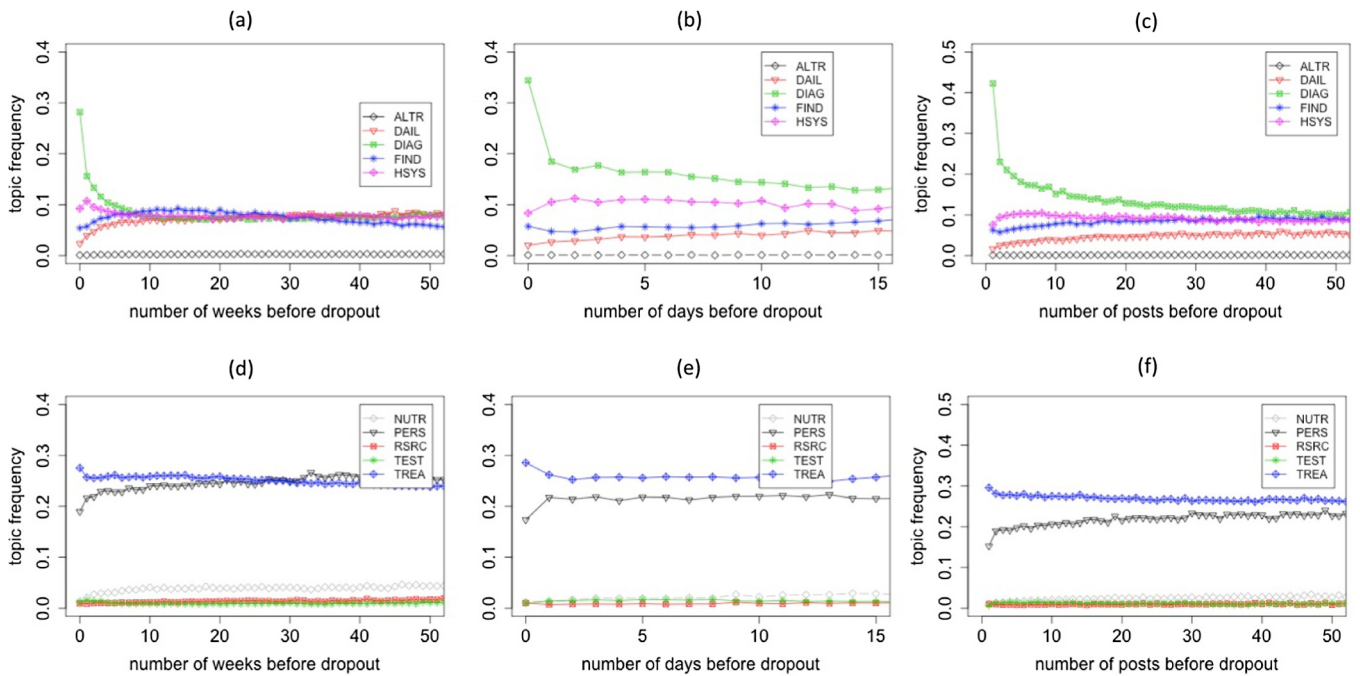 (a)
topic frequency
0.0 0.1 0.2 0.3 0.4
ALTR
DAIL
DIAG
FIND
HSYS
0 10 20 30 40 50
number of weeks before dropout
(b)
topic frequency
0.0 0.1 0.2 0.3 0.4
ALTR
DAIL
DIAG
FIND
HSYS
0 5 10 15
number of days before dropout
(c)
topic frequency
0.0 0.1 0.2 0.3 0.4 0.5
ALTR
DAIL
DIAG
FIND
HSYS
0 10 20 30 40 50
number of posts before dropout
(d)
topic frequency
0.0 0.1 0.2 0.3 0.4
NUTR
PERS
RSRC
TEST
TREA
0 10 20 30 40 50
number of weeks before dropout
(e)
topic frequency
0.0 0.1 0.2 0.3 0.4
NUTR
PERS
RSRC
TEST
TREA
0 5 10 15
number of days before dropout
(f)
topic frequency
0.0 0.1 0.2 0.3 0.4 0.5
NUTR
PERS
RSRC
TEST
TREA
0 10 20 30 40 50
number of posts before dropout